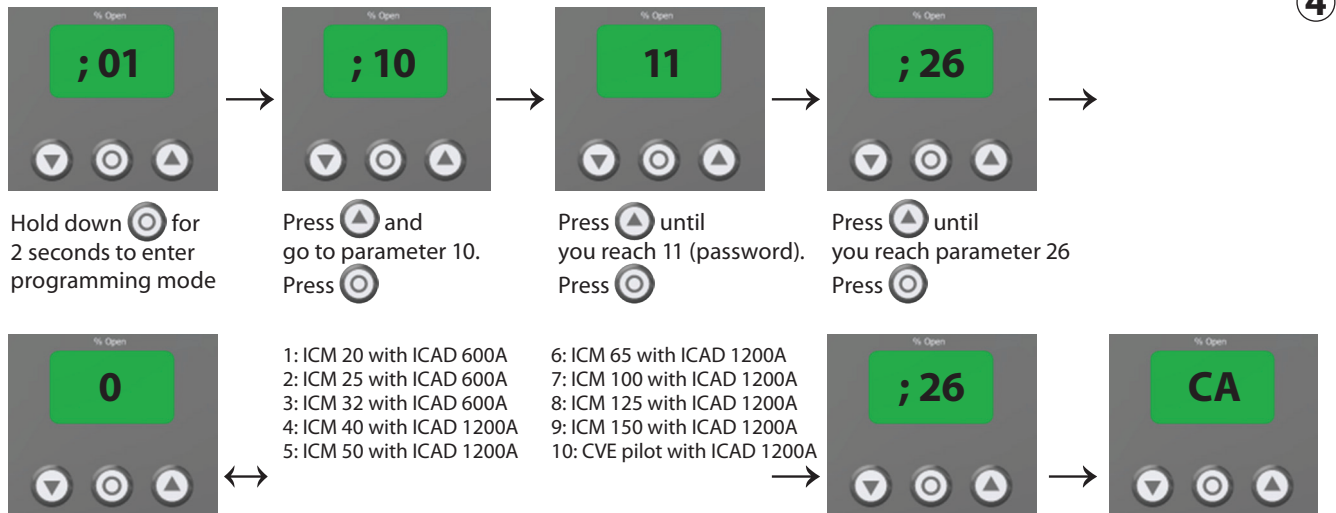 4
% Open
; 01
% Open
; 10
% Open
11
% Open
; 26
Hold down for
2 seconds to enter
programming mode
Press and
go to parameter 10.
Press
Press until
you reach 11 (password).
Press
Press until
you reach parameter 26
Press
% Open
0
1: ICM 20 with ICAD 600A
2: ICM 25 with ICAD 600A
3: ICM 32 with ICAD 600A
4: ICM 40 with ICAD 1200A
5: ICM 50 with ICAD 1200A
6: ICM 65 with ICAD 1200A
7: ICM 100 with ICAD 1200A
8: ICM 125 with ICAD 1200A
9: ICM 150 with ICAD 1200A
10: CVE pilot with ICAD 1200A
% Open
; 26
% Open
CA